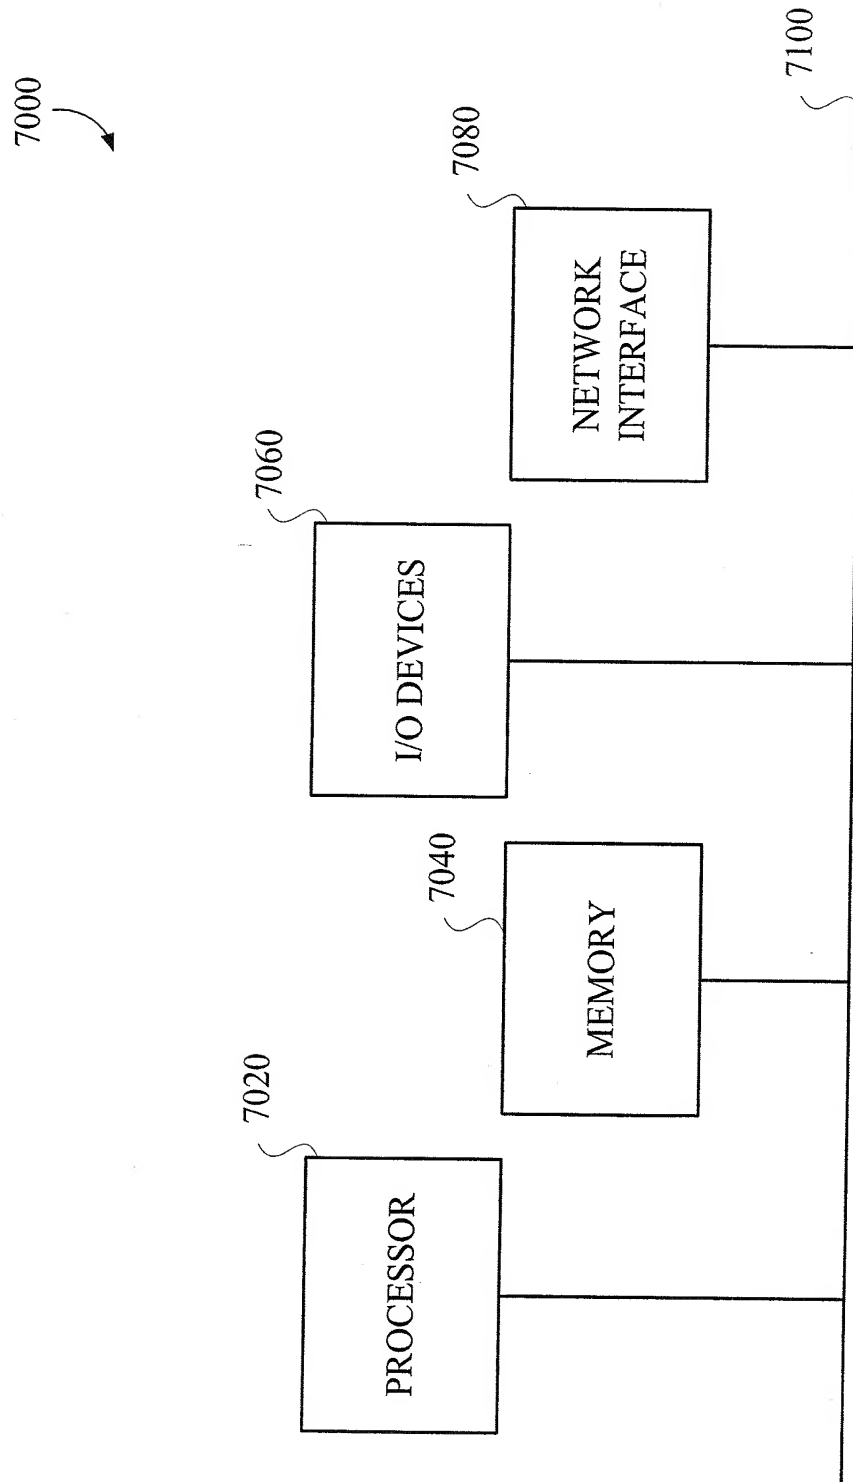 7000
7020
PROCESSOR
7040
MEMORY
7060
I/O DEVICES
7080
NETWORK
INTERFACE
7100